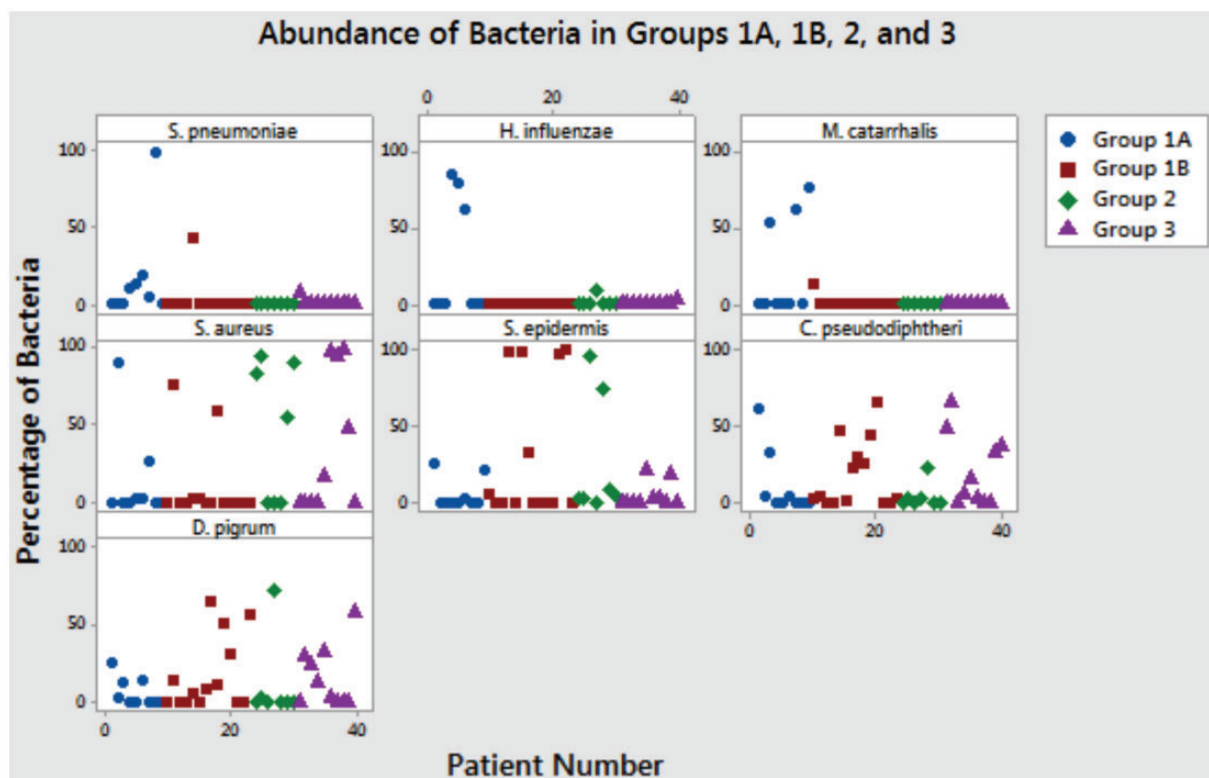 Abundance of Bacteria in Groups 1A, 1B, 2, and 3
0 20 40
S. pneumoniae H. influenzae M. catarrhalis
Group 1A
Group 1B
Group 2
Group 3
100 100 100
50 50 50
0 0 0
S. aureus S. epidermis C. pseudodiphtheri
100 100 100
50 50 50
0 0 0
0 20 40
D. pigrum
100
50
0
0 20 40
Percentage of Bacteria
Patient Number